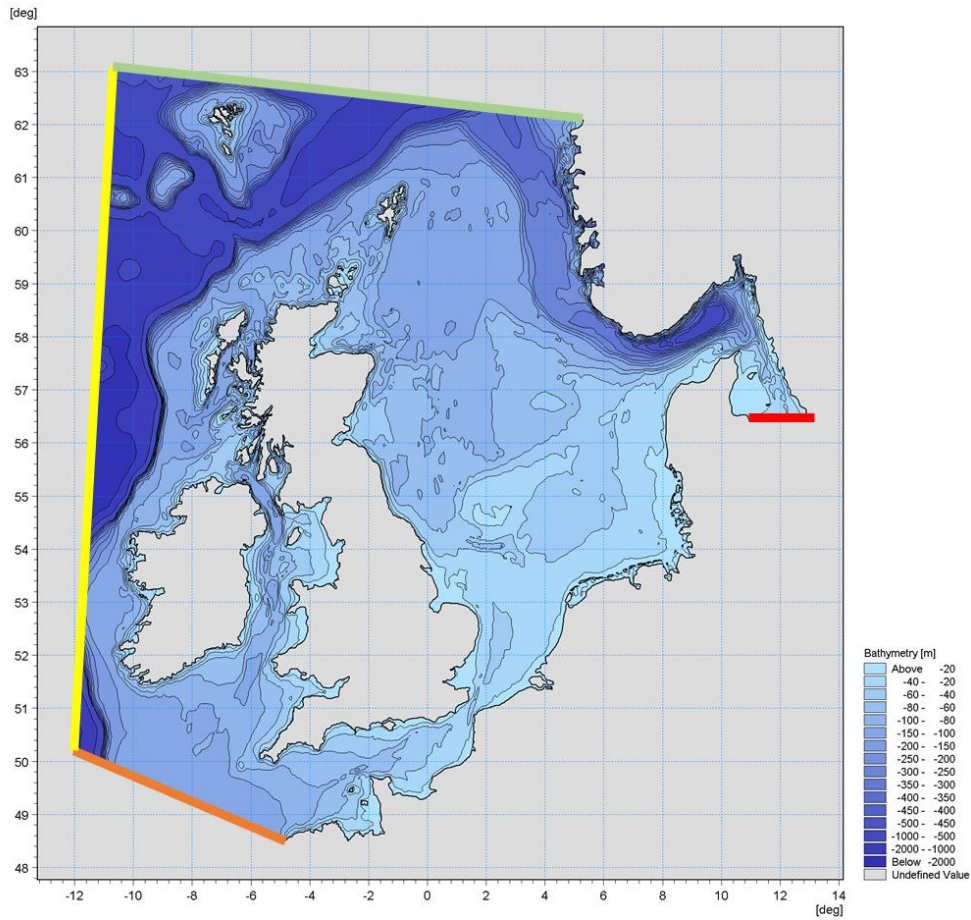 [deg]
63
62
61
60
59
58
57
56
55
54
53
52
51
50
49
48
-12 -10 -8 -6 -4 -2 0 2 4 6 8 10 12 14
[deg]
Bathymetry [m]
Above -20
-40 - -20
-60 - -40
-80 - -60
-100 - -80
-150 - -100
-200 - -150
-250 - -200
-300 - -250
-350 - -300
-400 - -350
-450 - -400
-500 - -450
-1000 - -500
-2000 - -1000
Below -2000
Undefined Value